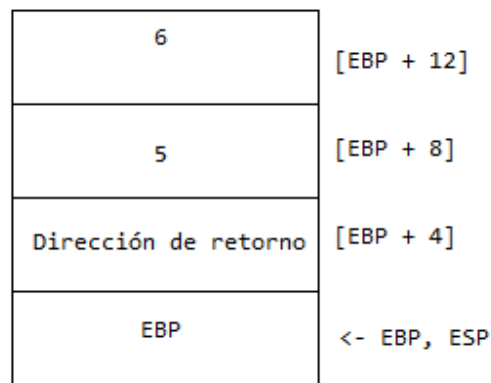 6 [EBP + 12]
5 [EBP + 8]
Dirección de retorno [EBP + 4]
EBP <- EBP, ESP